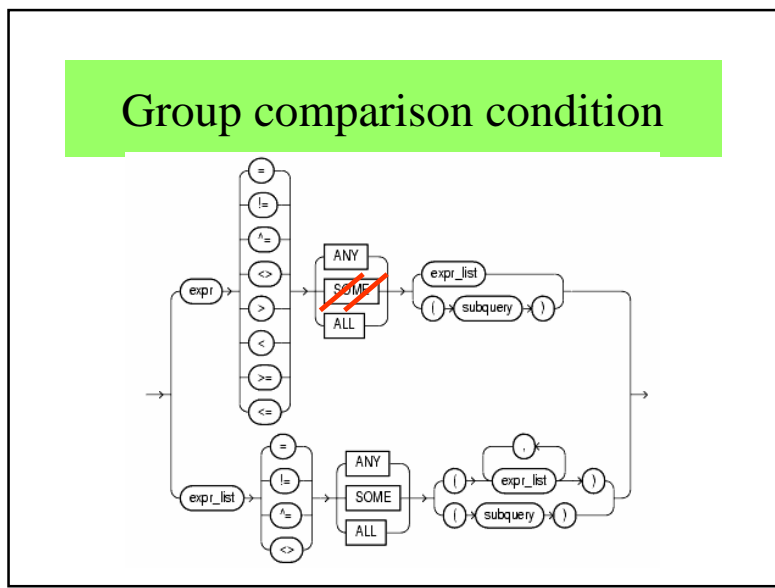 Group comparison condition
=
!=
^=
<>
>
<
>=
<=
expr
ANY
SOME
ALL
expr_list
( subquery )
=
!=
^=
<>
expr_list
ANY
SOME
ALL
,
( expr_list )
( subquery )